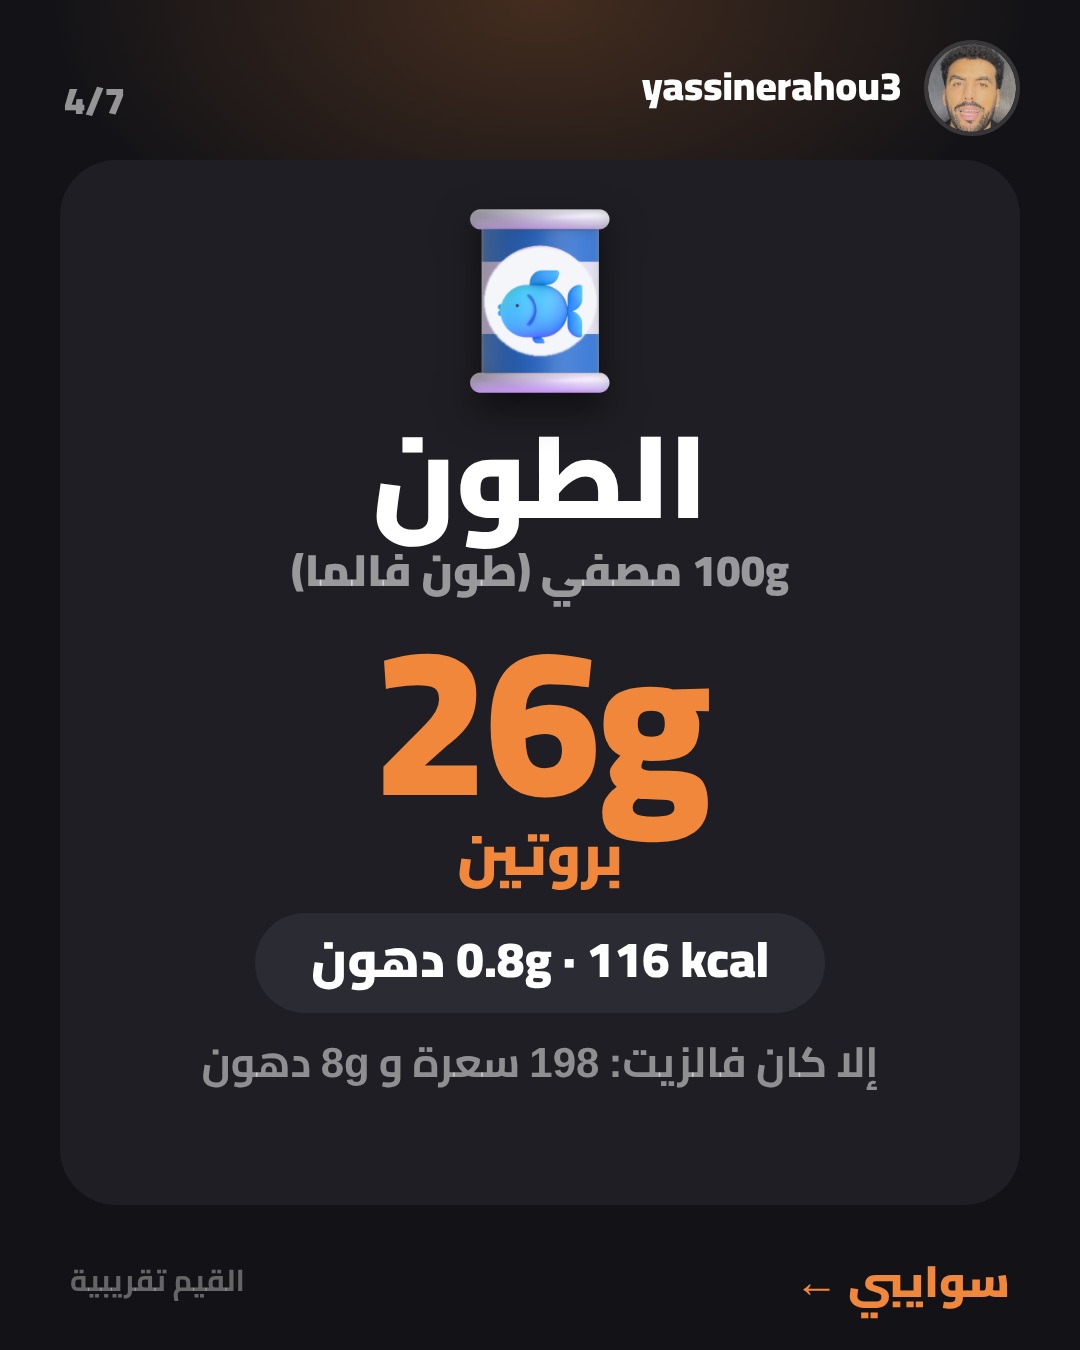 yassinerahou3
4/7
الطون
100g مصفي (طون فالما)
26g
بروتين
116 kcal · 0.8g دهون
إلا كان فالزيت: 198 سعرة و 8g دهون
سوايبي ←
القيم تقريبية